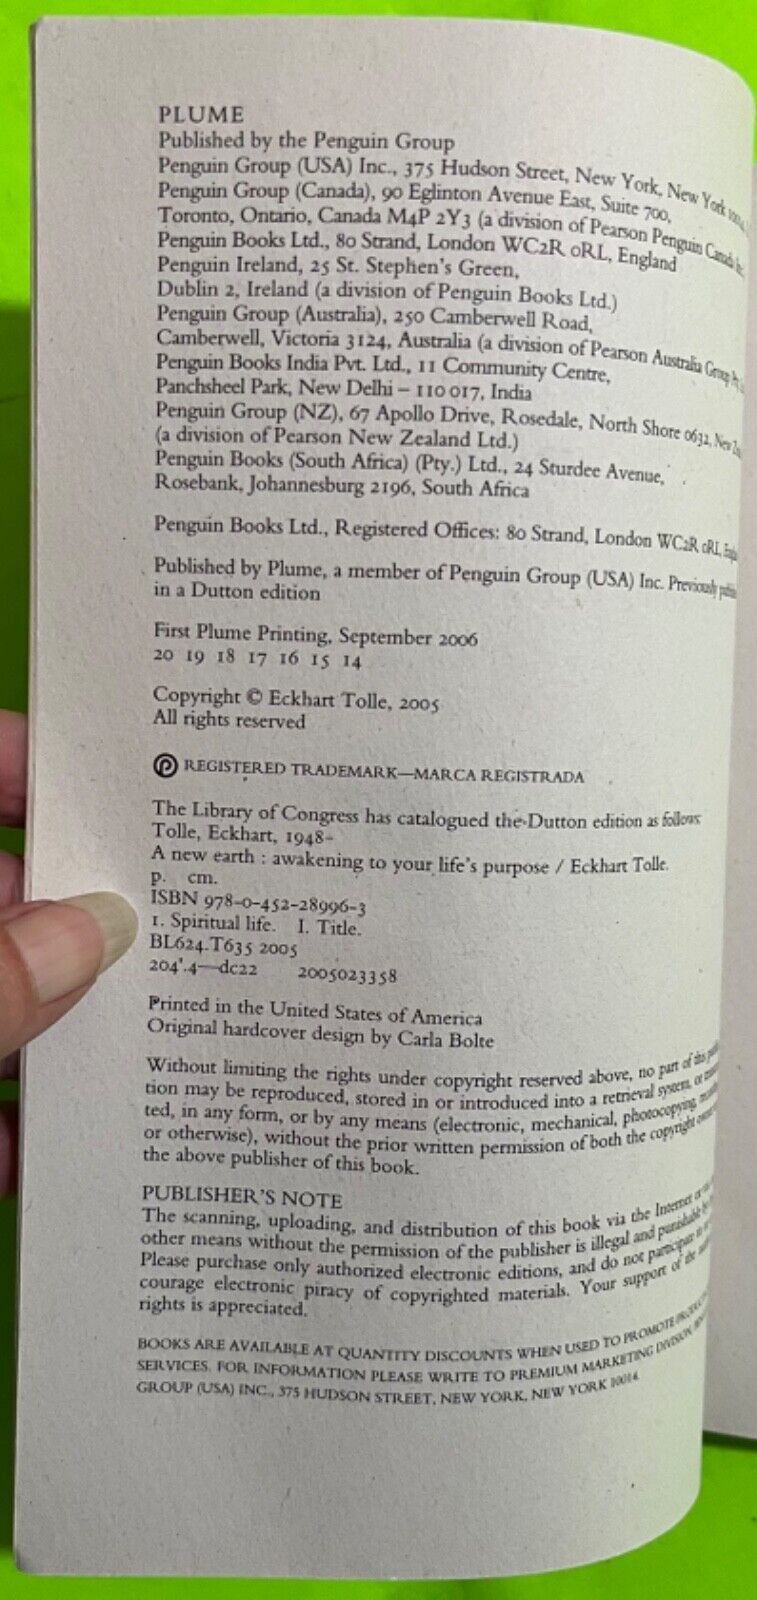 PLUME
Published by the Penguin Group
Penguin Group (USA) Inc., 375 Hudson Street, New York, New York 10014,
Penguin Group (Canada), 90 Eglinton Avenue East, Suite 700,
Toronto, Ontario, Canada M4P 2Y3 (a division of Pearson Penguin Canada Inc.
Penguin Books Ltd., 80 Strand, London WC2R 0RL, England
Penguin Ireland, 25 St. Stephen's Green,
Dublin 2, Ireland (a division of Penguin Books Ltd.)
Penguin Group (Australia), 250 Camberwell Road,
Camberwell, Victoria 3124, Australia (a division of Pearson Australia Group Pty.
Penguin Books India Pvt. Ltd., 11 Community Centre,
Panchsheel Park, New Delhi – 110 017, India
Penguin Group (NZ), 67 Apollo Drive, Rosedale, North Shore 0632, New
(a division of Pearson New Zealand Ltd.)
Penguin Books (South Africa) (Pty.) Ltd., 24 Sturdee Avenue,
Rosebank, Johannesburg 2196, South Africa
Penguin Books Ltd., Registered Offices: 80 Strand, London WC2R 0RL,
Published by Plume, a member of Penguin Group (USA) Inc. Previously
in a Dutton edition
First Plume Printing, September 2006
20 19 18 17 16 15 14
Copyright © Eckhart Tolle, 2005
All rights reserved
REGISTERED TRADEMARK—MARCA REGISTRADA
The Library of Congress has catalogued the Dutton edition as follows:
Tolle, Eckhart, 1948–
A new earth : awakening to your life's purpose / Eckhart Tolle.
p. cm.
ISBN 978-0-452-28996-3
1. Spiritual life. I. Title.
BL624.T635 2005
204'.4—dc22 2005023358
Printed in the United States of America
Original hardcover design by Carla Bolte
Without limiting the rights under copyright reserved above, no part of this
tion may be reproduced, stored in or introduced into a retrieval system, or
ted, in any form, or by any means (electronic, mechanical, photocopying,
or otherwise), without the prior written permission of both the copyright
the above publisher of this book.
PUBLISHER'S NOTE
The scanning, uploading, and distribution of this book via the Internet or
other means without the permission of the publisher is illegal and punishable
Please purchase only authorized electronic editions, and do not participate
courage electronic piracy of copyrighted materials. Your support of the
rights is appreciated.
BOOKS ARE AVAILABLE AT QUANTITY DISCOUNTS WHEN USED TO PROMOTE
SERVICES. FOR INFORMATION PLEASE WRITE TO PREMIUM MARKETING DIVISION,
GROUP (USA) INC., 375 HUDSON STREET, NEW YORK, NEW YORK 10014.